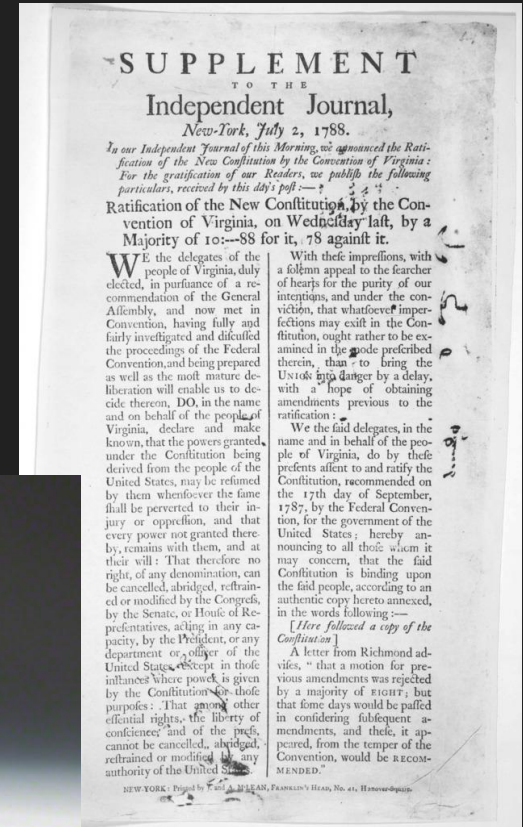 SUPPLEMENT
TO THE
Independent Journal,
New-York, July 2, 1788.
In our Independent Journal of this Morning, we announced the Rati-
fication of the New Conſtitution by the Convention of Virginia:
For the gratification of our Readers, we publiſh the following
particulars, received by this day's poſt:—
Ratification of the New Conſtitution, by the Con-
vention of Virginia, on Wedneſday laſt, by a
Majority of 10:---88 for it, 78 againſt it.
WE the delegates of the
people of Virginia, duly
elected, in purſuance of a re-
commendation of the General
Aſſembly, and now met in
Convention, having fully and
fairly inveſtigated and diſcuſſed
the proceedings of the Federal
Convention, and being prepared
as well as the moſt mature de-
liberation will enable us to de-
cide thereon, DO, in the name
and on behalf of the people of
Virginia, declare and make
known, that the powers granted
under the Conſtitution being
derived from the people of the
United States, may be reſumed
by them whenſoever the ſame
ſhall be perverted to their in-
jury or oppreſſion, and that
every power not granted there-
by, remains with them, and at
their will: That therefore no
right, of any denomination, can
be cancelled, abridged, reſtrain-
ed or modified by the Congreſs,
by the Senate, or Houſe of Re-
preſentatives, acting in any ca-
pacity, by the Preſident, or any
department or officer of the
United States, except in thoſe
inſtances where power is given
by the Conſtitution for thoſe
purpoſes: That among other
eſſential rights, the liberty of
conſcience, and of the preſs,
cannot be cancelled, abridged,
reſtrained or modified by any
authority of the United States.
With theſe impreſſions, with
a ſolemn appeal to the ſearcher
of hearts for the purity of our
intentions, and under the con-
viction, that whatſoever imper-
fections may exiſt in the Con-
ſtitution, ought rather to be ex-
amined in the mode preſcribed
therein, than to bring the
UNION into danger by a delay,
with a hope of obtaining
amendments previous to the
ratification:
We the ſaid delegates, in the
name and in behalf of the peo-
ple of Virginia, do by theſe
preſents aſſent to and ratify the
Conſtitution, recommended on
the 17th day of September,
1787, by the Federal Conven-
tion, for the government of the
United States; hereby an-
nouncing to all thoſe whom it
may concern, that the ſaid
Conſtitution is binding upon
the ſaid people, according to an
authentic copy hereto annexed,
in the words following:—
[Here followed a copy of the
Conſtitution]
A letter from Richmond ad-
viſes, "that a motion for pre-
vious amendments was rejected
by a majority of EIGHT; but
that ſome days would be paſſed
in conſidering ſubſequent a-
mendments, and theſe, it ap-
peared, from the temper of the
Convention, would be RECOM-
MENDED."
NEW-YORK: Printed by J. and A. M'LEAN, FRANKLIN'S HEAD, No. 41, Hanover-ſquare.